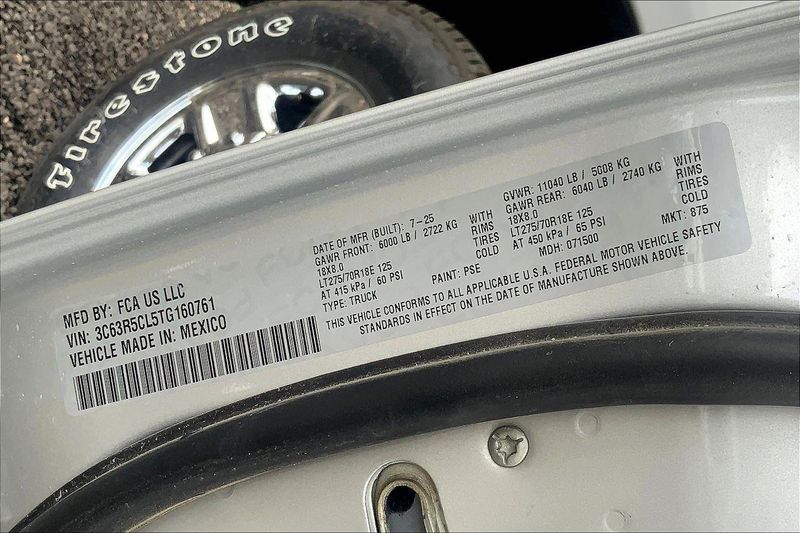 Firestone
MFD BY: FCA US LLC
VIN: 3C63R5CL5TG160761
VEHICLE MADE IN: MEXICO
DATE OF MFR (BUILT): 7-25
GAWR FRONT: 6000 LB / 2722 KG WITH
18X8.0 RIMS
LT275/70R18E 125 TIRES
AT 415 kPa / 60 PSI COLD
TYPE: TRUCK PAINT: PSE
GVWR: 11040 LB / 5008 KG
GAWR REAR: 6040 LB / 2740 KG WITH
18X8.0 RIMS
LT275/70R18E 125 TIRES
AT 450 kPa / 65 PSI COLD
MDH: 071500 MKT: 875
THIS VEHICLE CONFORMS TO ALL APPLICABLE U.S.A. FEDERAL MOTOR VEHICLE SAFETY
STANDARDS IN EFFECT ON THE DATE OF MANUFACTURE SHOWN ABOVE.